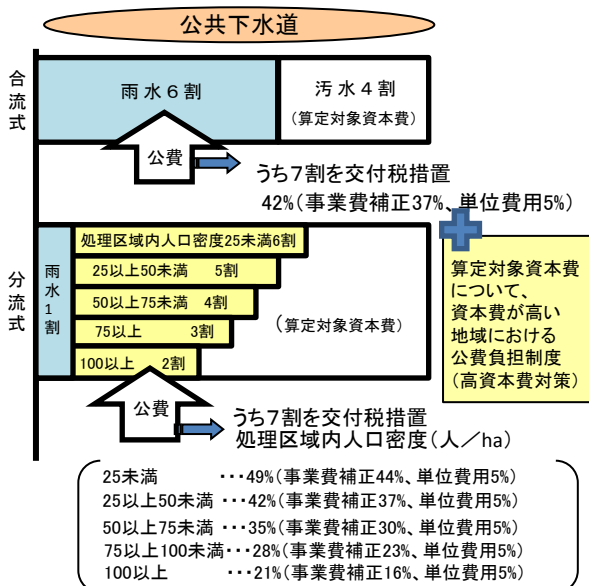 公共下水道
合流式
雨水6割
汚水4割
(算定対象資本費)
公費
うち7割を交付税措置
42%(事業費補正37%、単位費用5%)
分流式
雨水1割
処理区域内人口密度25未満6割
25以上50未満 5割
50以上75未満 4割
75以上 3割
100以上 2割
(算定対象資本費)
算定対象資本費
について、
資本費が高い
地域における
公費負担制度
(高資本費対策)
公費
うち7割を交付税措置
処理区域内人口密度(人/ha)
25未満 ・・・49%(事業費補正44%、単位費用5%)
25以上50未満 ・・・42%(事業費補正37%、単位費用5%)
50以上75未満 ・・・35%(事業費補正30%、単位費用5%)
75以上100未満・・・28%(事業費補正23%、単位費用5%)
100以上 ・・・21%(事業費補正16%、単位費用5%)